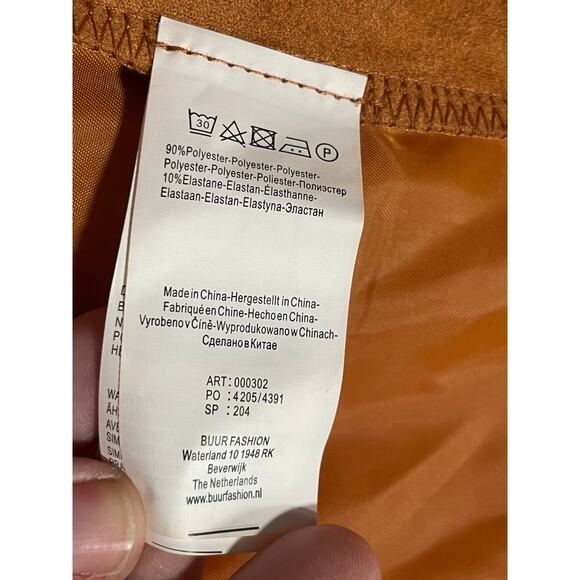 30
P
90%Polyester-Polyester-Polyester-
Polyester-Polyester-Poliester-Полиэстер
10%Elastane-Elastan-Élasthanne-
Elastaan-Elastan-Elastyna-Эластан
Made in China-Hergestellt in China-
Fabriqué en Chine-Hecho en China-
Vyrobeno v Číně-Wyprodukowano w Chinach-
Сделано в Китае
ART: 000302
PO : 4205/4391
SP : 204
BUUR FASHION
Waterland 10 1948 RK
Beverwijk
The Netherlands
www.buurfashion.nl